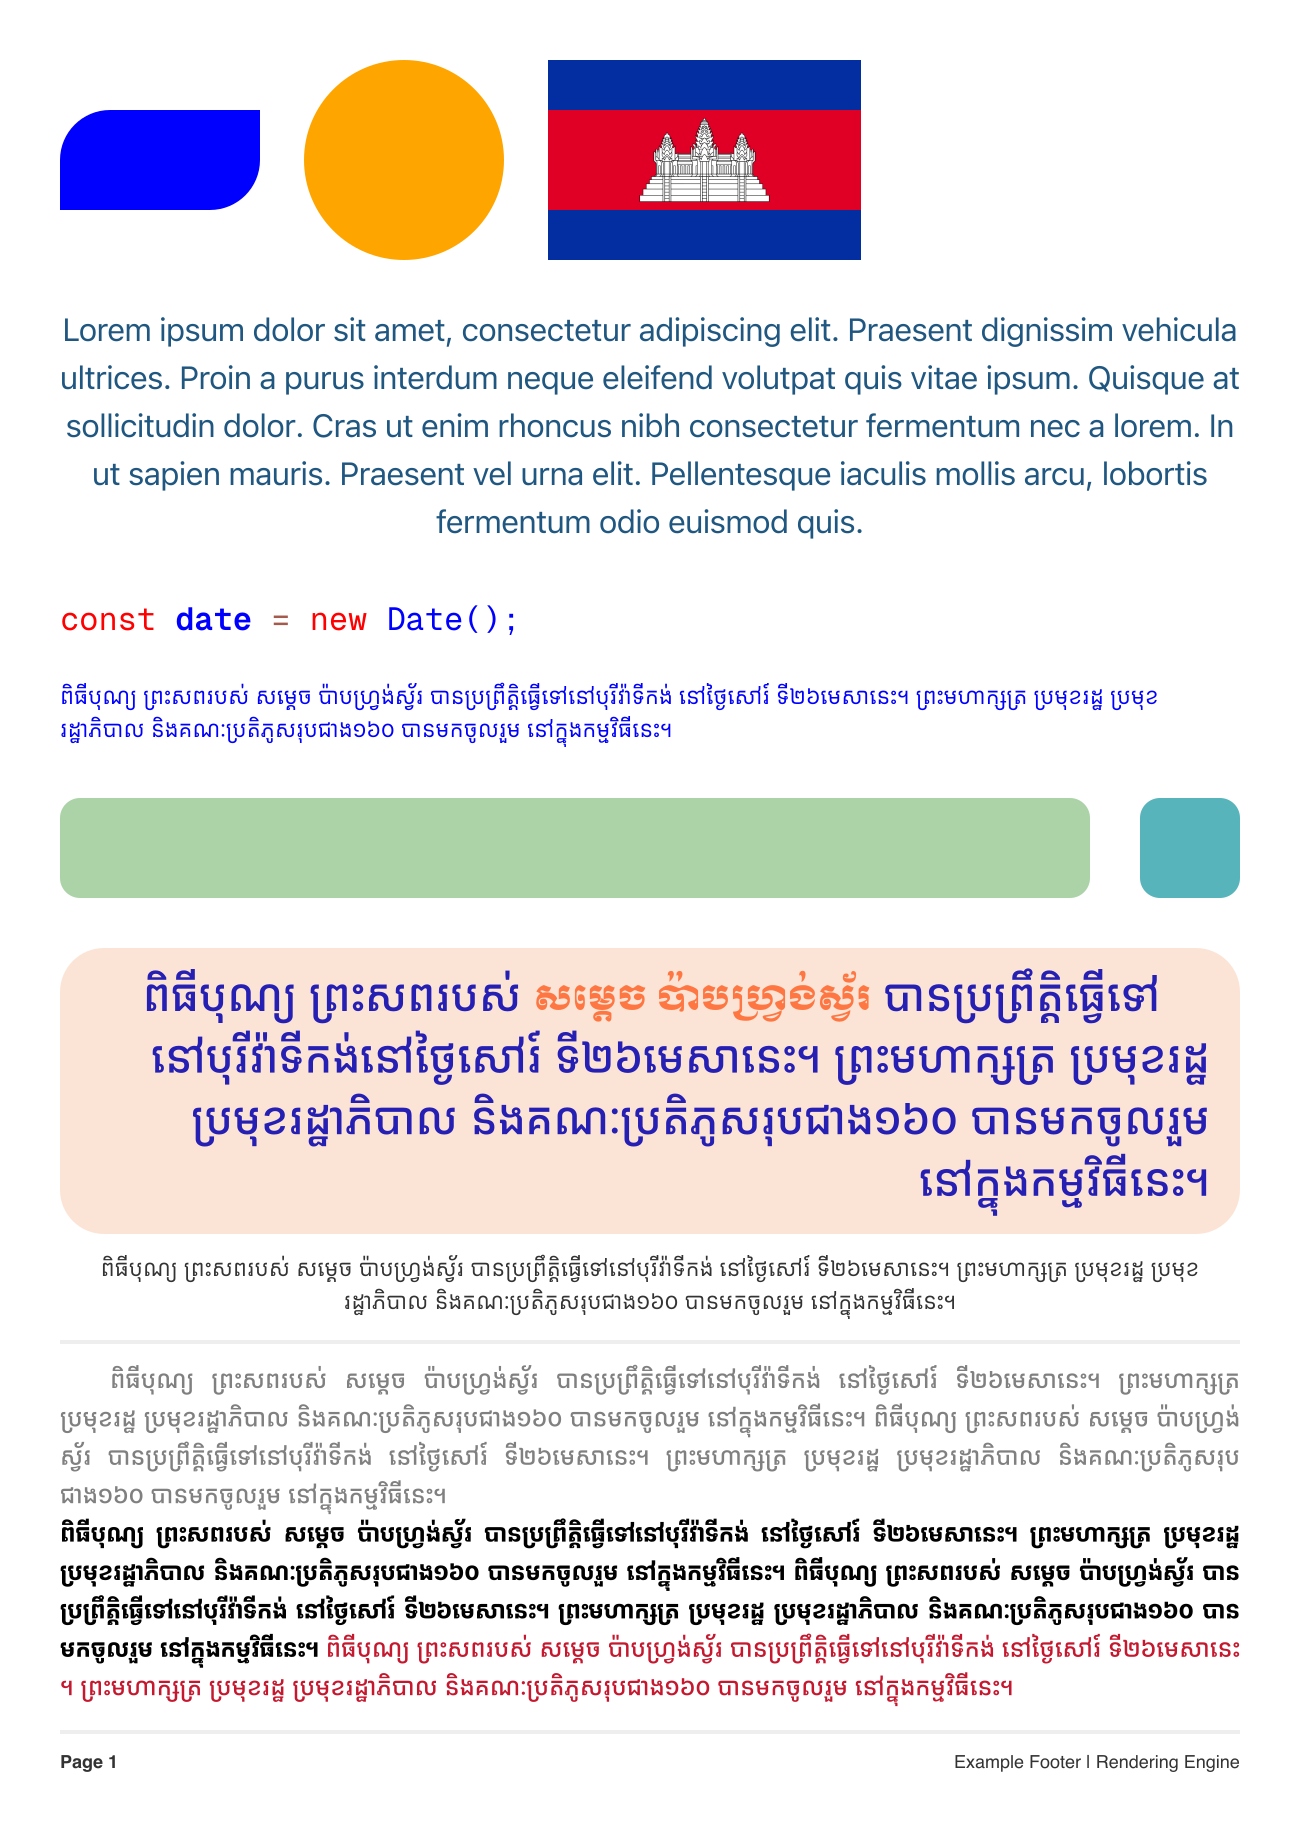 Lorem ipsum dolor sit amet, consectetur adipiscing elit. Praesent dignissim vehicula
ultrices. Proin a purus interdum neque eleifend volutpat quis vitae ipsum. Quisque at
sollicitudin dolor. Cras ut enim rhoncus nibh consectetur fermentum nec a lorem. In
ut sapien mauris. Praesent vel urna elit. Pellentesque iaculis mollis arcu, lobortis
fermentum odio euismod quis.
const date = new Date();
ពិធីបុណ្យ ព្រះសពរបស់ សម្ដេច ប៉ាបហ្វ្រង់ស្វ័រ បានប្រព្រឹត្តិធ្វើទៅនៅបុរីវ៉ាទីកង់ នៅថ្ងៃសៅរ៍ ទី២៦មេសានេះ។ ព្រះមហាក្សត្រ ប្រមុខរដ្ឋ ប្រមុខ
រដ្ឋាភិបាល និងគណៈប្រតិភូសរុបជាង១៦០ បានមកចូលរួម នៅក្នុងកម្មវិធីនេះ។
ពិធីបុណ្យ ព្រះសពរបស់ សម្ដេច ប៉ាបហ្វ្រង់ស្វ័រ បានប្រព្រឹត្តិធ្វើទៅ
នៅបុរីវ៉ាទីកង់នៅថ្ងៃសៅរ៍ ទី២៦មេសានេះ។ ព្រះមហាក្សត្រ ប្រមុខរដ្ឋ
ប្រមុខរដ្ឋាភិបាល និងគណៈប្រតិភូសរុបជាង១៦០ បានមកចូលរួម
នៅក្នុងកម្មវិធីនេះ។
ពិធីបុណ្យ ព្រះសពរបស់ សម្ដេច ប៉ាបហ្វ្រង់ស្វ័រ បានប្រព្រឹត្តិធ្វើទៅនៅបុរីវ៉ាទីកង់ នៅថ្ងៃសៅរ៍ ទី២៦មេសានេះ។ ព្រះមហាក្សត្រ ប្រមុខរដ្ឋ ប្រមុខ
រដ្ឋាភិបាល និងគណៈប្រតិភូសរុបជាង១៦០ បានមកចូលរួម នៅក្នុងកម្មវិធីនេះ។
ពិធីបុណ្យ ព្រះសពរបស់ សម្ដេច ប៉ាបហ្វ្រង់ស្វ័រ បានប្រព្រឹត្តិធ្វើទៅនៅបុរីវ៉ាទីកង់ នៅថ្ងៃសៅរ៍ ទី២៦មេសានេះ។ ព្រះមហាក្សត្រ
ប្រមុខរដ្ឋ ប្រមុខរដ្ឋាភិបាល និងគណៈប្រតិភូសរុបជាង១៦០ បានមកចូលរួម នៅក្នុងកម្មវិធីនេះ។ ពិធីបុណ្យ ព្រះសពរបស់ សម្ដេច ប៉ាបហ្វ្រង់
ស្វ័រ បានប្រព្រឹត្តិធ្វើទៅនៅបុរីវ៉ាទីកង់ នៅថ្ងៃសៅរ៍ ទី២៦មេសានេះ។ ព្រះមហាក្សត្រ ប្រមុខរដ្ឋ ប្រមុខរដ្ឋាភិបាល និងគណៈប្រតិភូសរុប
ជាង១៦០ បានមកចូលរួម នៅក្នុងកម្មវិធីនេះ។
ពិធីបុណ្យ ព្រះសពរបស់ សម្ដេច ប៉ាបហ្វ្រង់ស្វ័រ បានប្រព្រឹត្តិធ្វើទៅនៅបុរីវ៉ាទីកង់ នៅថ្ងៃសៅរ៍ ទី២៦មេសានេះ។ ព្រះមហាក្សត្រ ប្រមុខរដ្ឋ
ប្រមុខរដ្ឋាភិបាល និងគណៈប្រតិភូសរុបជាង១៦០ បានមកចូលរួម នៅក្នុងកម្មវិធីនេះ។ ពិធីបុណ្យ ព្រះសពរបស់ សម្ដេច ប៉ាបហ្វ្រង់ស្វ័រ បាន
ប្រព្រឹត្តិធ្វើទៅនៅបុរីវ៉ាទីកង់ នៅថ្ងៃសៅរ៍ ទី២៦មេសានេះ។ ព្រះមហាក្សត្រ ប្រមុខរដ្ឋ ប្រមុខរដ្ឋាភិបាល និងគណៈប្រតិភូសរុបជាង១៦០ បាន
មកចូលរួម នៅក្នុងកម្មវិធីនេះ។ ពិធីបុណ្យ ព្រះសពរបស់ សម្ដេច ប៉ាបហ្វ្រង់ស្វ័រ បានប្រព្រឹត្តិធ្វើទៅនៅបុរីវ៉ាទីកង់ នៅថ្ងៃសៅរ៍ ទី២៦មេសានេះ
។ ព្រះមហាក្សត្រ ប្រមុខរដ្ឋ ប្រមុខរដ្ឋាភិបាល និងគណៈប្រតិភូសរុបជាង១៦០ បានមកចូលរួម នៅក្នុងកម្មវិធីនេះ។
Page 1
Example Footer | Rendering Engine